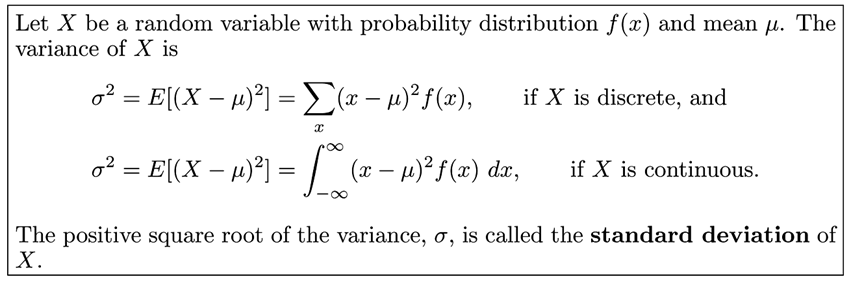 Let X be a random variable with probability distribution f(x) and mean μ. The
variance of X is
σ² = E[(X − μ)²] = ∑ₓ (x − μ)² f(x), if X is discrete, and
σ² = E[(X − μ)²] = ∫_{−∞}^{∞} (x − μ)² f(x) dx, if X is continuous.
The positive square root of the variance, σ, is called the standard deviation of
X.